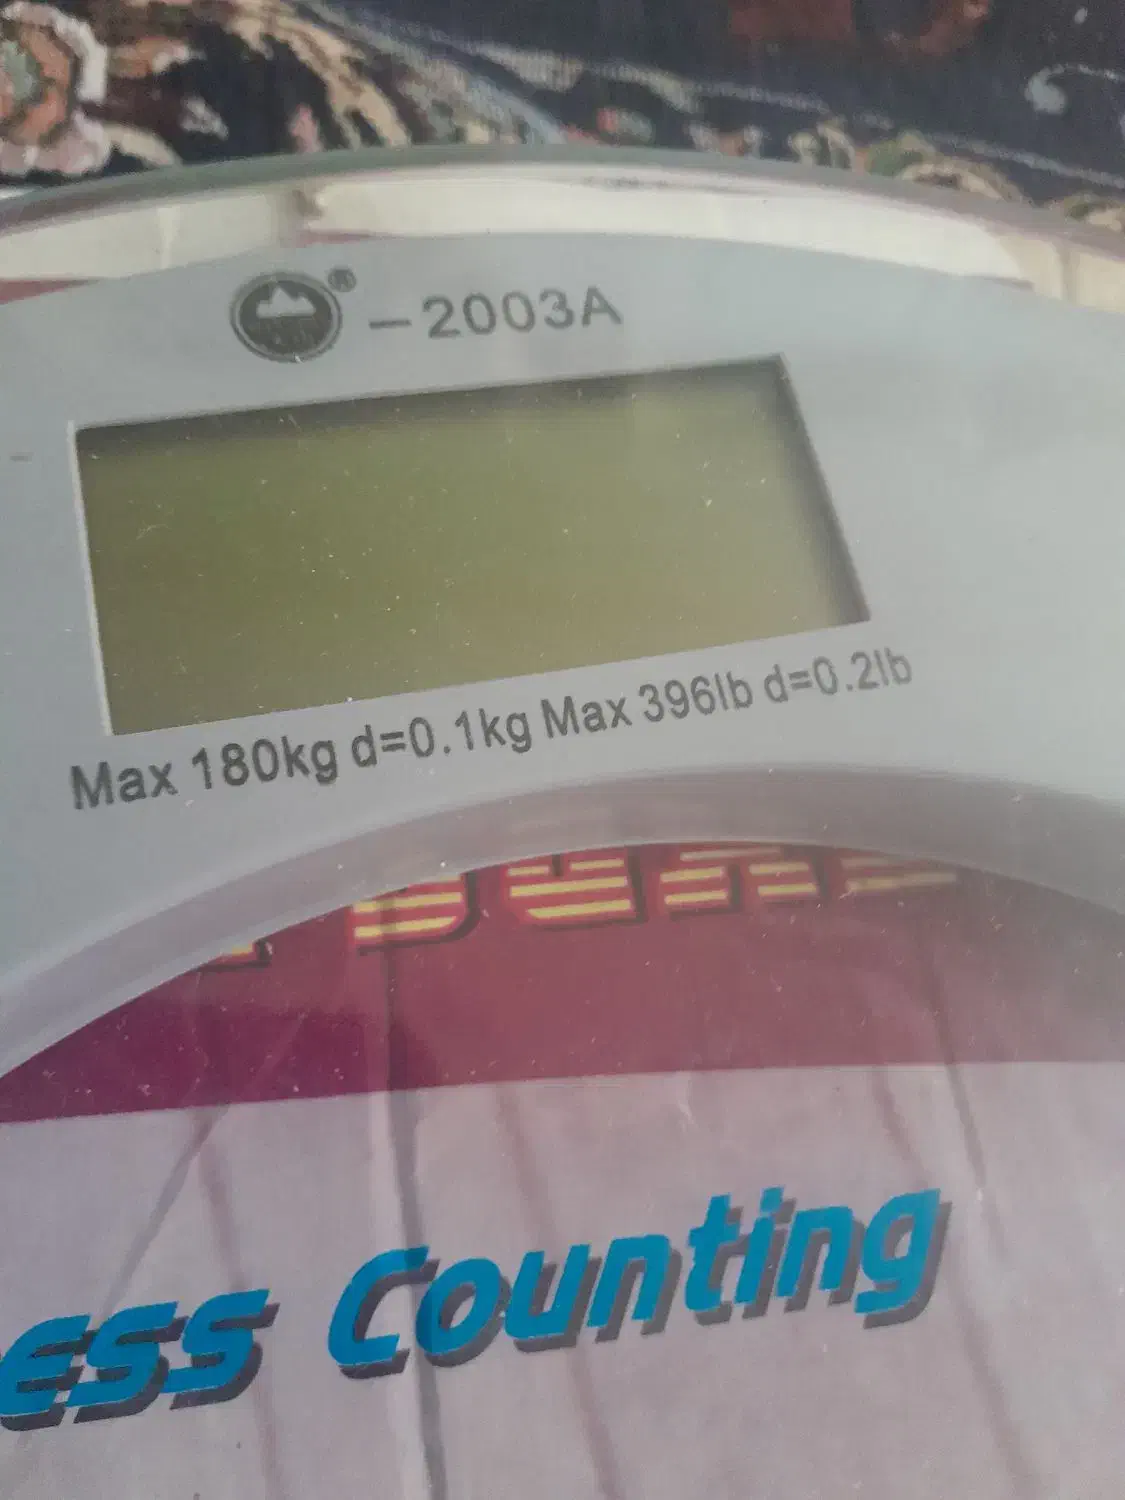 ® –2003A
Max 180kg d=0.1kg Max 396lb d=0.2lb
ess Counting